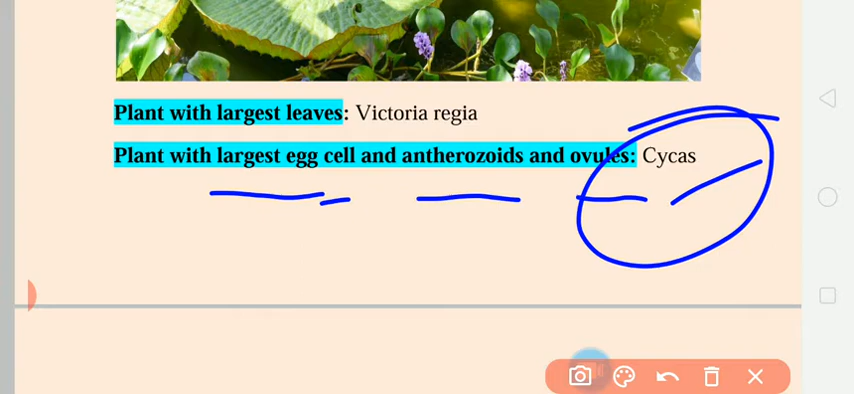 Plant with largest leaves: Victoria regia
Plant with largest egg cell and antherozoids and ovules: Cycas